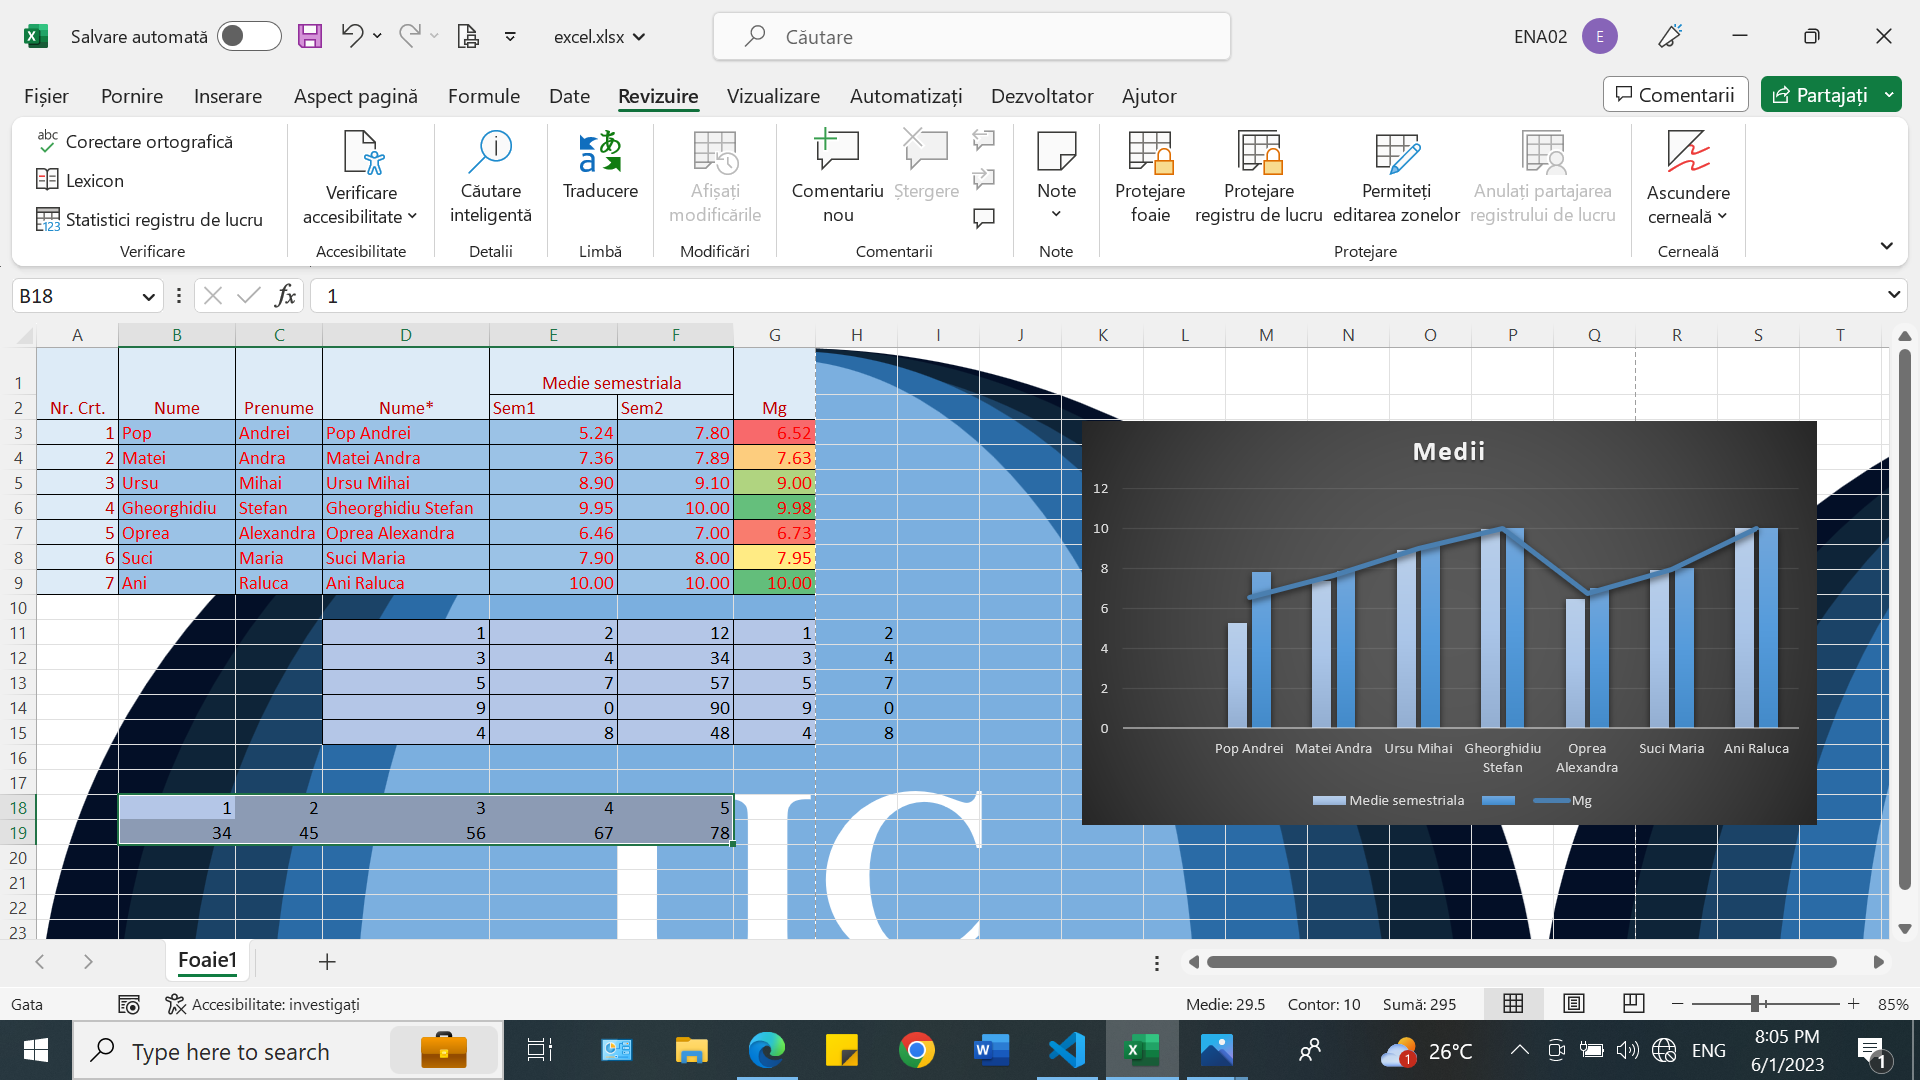 Salvare automată
excel.xlsx
Căutare
ENA02
E
Fișier Pornire Inserare Aspect pagină Formule Date Revizuire Vizualizare Automatizați Dezvoltator Ajutor
Comentarii
Partajați
abc Corectare ortografică
Lexicon
123 Statistici registru de lucru
Verificare
Verificare accesibilitate
Accesibilitate
Căutare inteligentă
Detalii
Traducere
Limbă
Afișați modificările
Modificări
Comentariu nou
Ștergere
Comentarii
Note
Note
Protejare foaie
Protejare registru de lucru
Permiteți editarea zonelor
Anulați partajarea registrului de lucru
Protejare
Ascundere cerneală
Cerneală
B18
fx
1
A B C D E F G H I J K L M N O P Q R S T
1 Medie semestriala
2 Nr. Crt. Nume Prenume Nume* Sem1 Sem2 Mg
3 1 Pop Andrei Pop Andrei 5.24 7.80 6.52
4 2 Matei Andra Matei Andra 7.36 7.89 7.63
5 3 Ursu Mihai Ursu Mihai 8.90 9.10 9.00
6 4 Gheorghidiu Stefan Gheorghidiu Stefan 9.95 10.00 9.98
7 5 Oprea Alexandra Oprea Alexandra 6.46 7.00 6.73
8 6 Suci Maria Suci Maria 7.90 8.00 7.95
9 7 Ani Raluca Ani Raluca 10.00 10.00 10.00
10
11 1 2 12 1 2
12 3 4 34 3 4
13 5 7 57 5 7
14 9 0 90 9 0
15 4 8 48 4 8
16
17
18 1 2 3 4 5
19 34 45 56 67 78
20
21
22
23
Medii
12
10
8
6
4
2
0
Pop Andrei Matei Andra Ursu Mihai Gheorghidiu Stefan Oprea Alexandra Suci Maria Ani Raluca
Medie semestriala Mg
Foaie1
Gata
Accesibilitate: investigați
Medie: 29.5 Contor: 10 Sumă: 295
85%
Type here to search
1
26°C
ENG
8:05 PM
6/1/2023
1